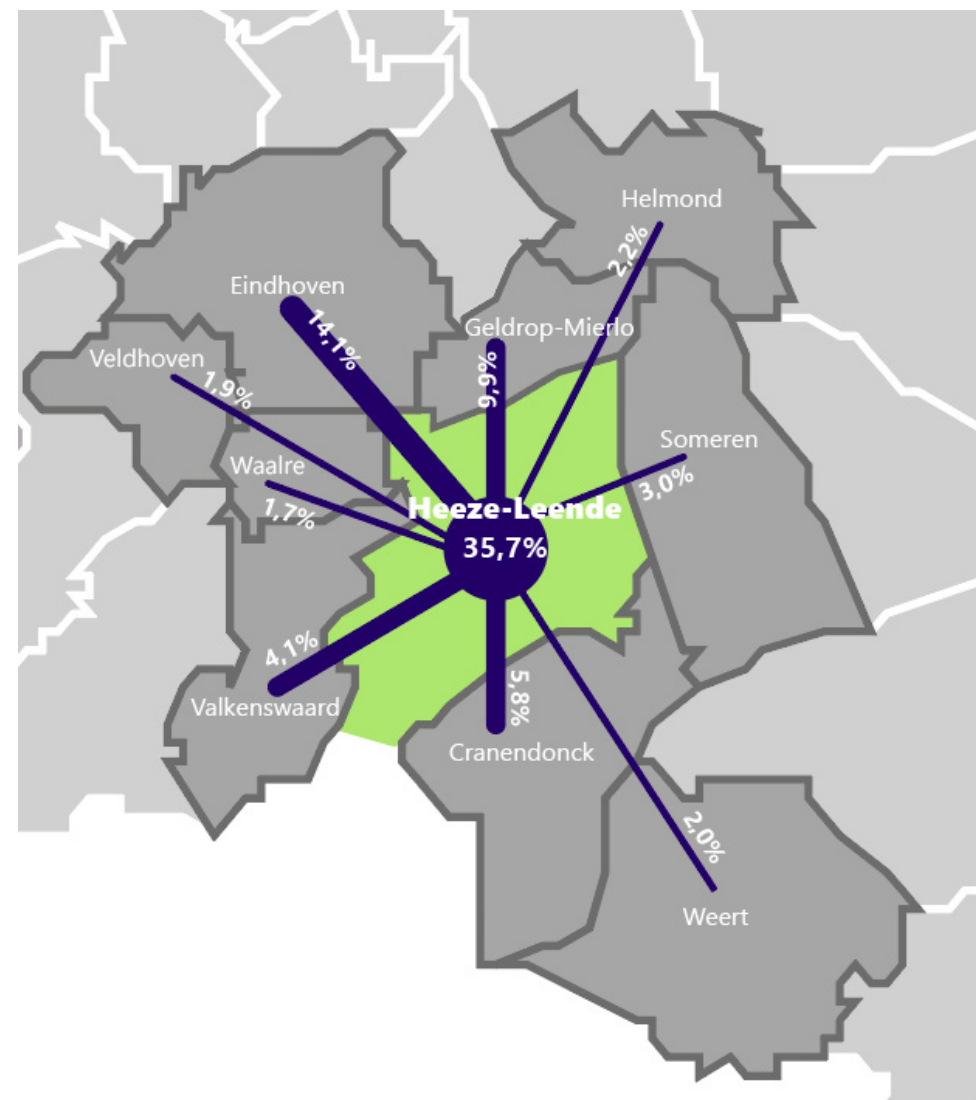 Helmond
2,2%
Eindhoven
14,1%
Geldrop-Mierlo
9,9%
Veldhoven
1,9%
Someren
3,0%
Waalre
1,7%
Heeze-Leende
35,7%
4,1%
Valkenswaard
5,8%
Cranendonck
2,0%
Weert